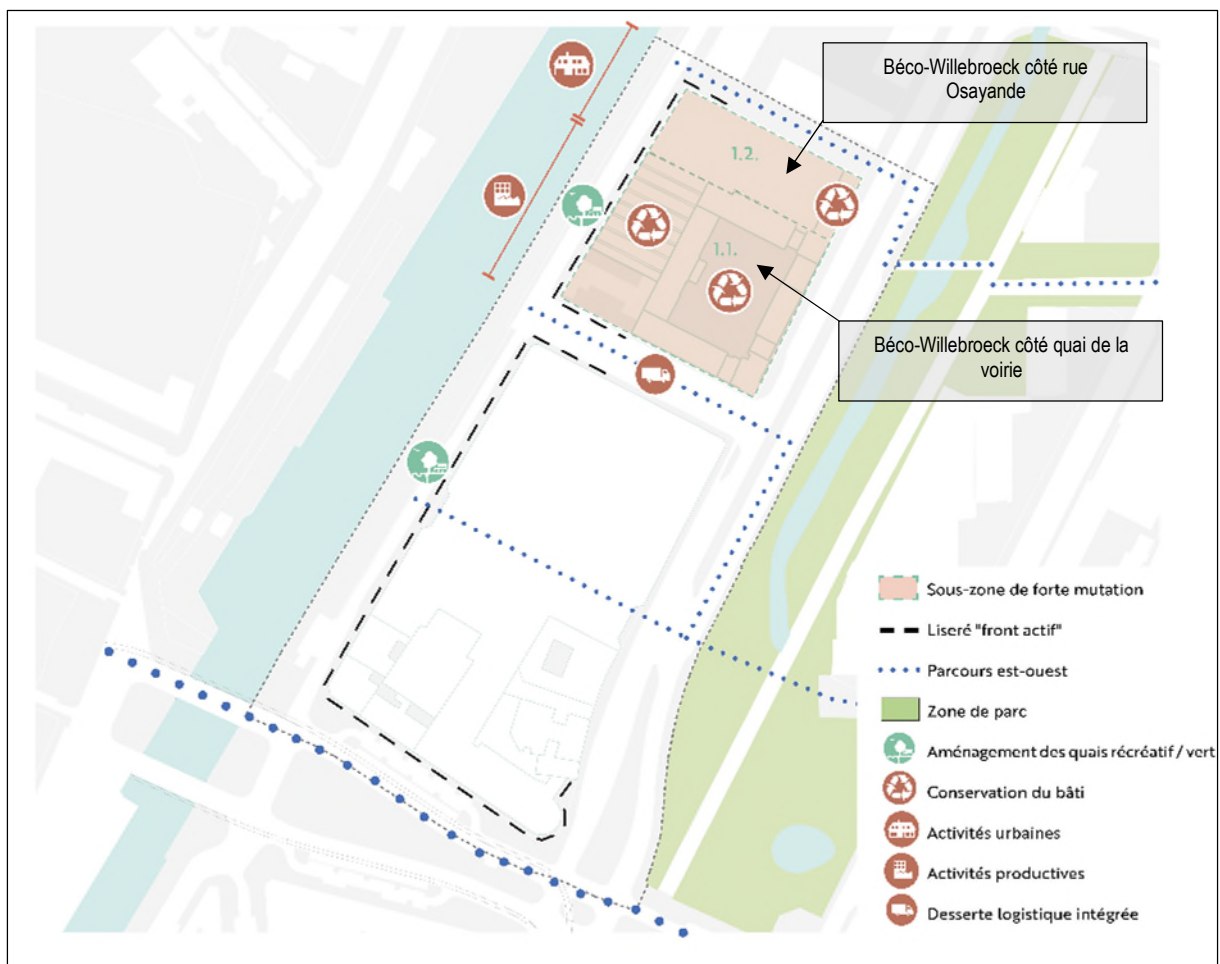 Béco-Willebroeck côté rue
Osayande
1.2.
1.1.
Béco-Willebroeck côté quai de la
voirie
Sous-zone de forte mutation
Liseré "front actif"
Parcours est-ouest
Zone de parc
Aménagement des quais récréatif / vert
Conservation du bâti
Activités urbaines
Activités productives
Desserte logistique intégrée